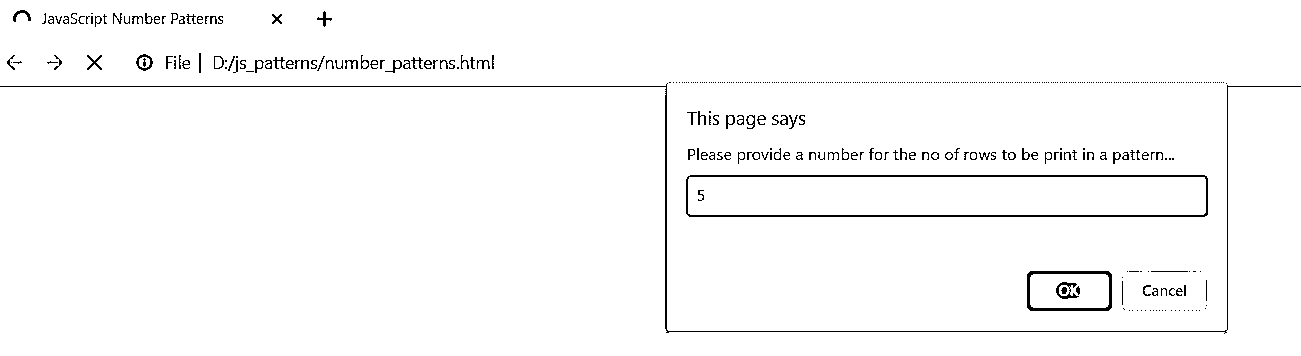 JavaScript Number Patterns
File | D:/js_patterns/number_patterns.html
This page says
Please provide a number for the no of rows to be print in a pattern...
5
OK
Cancel